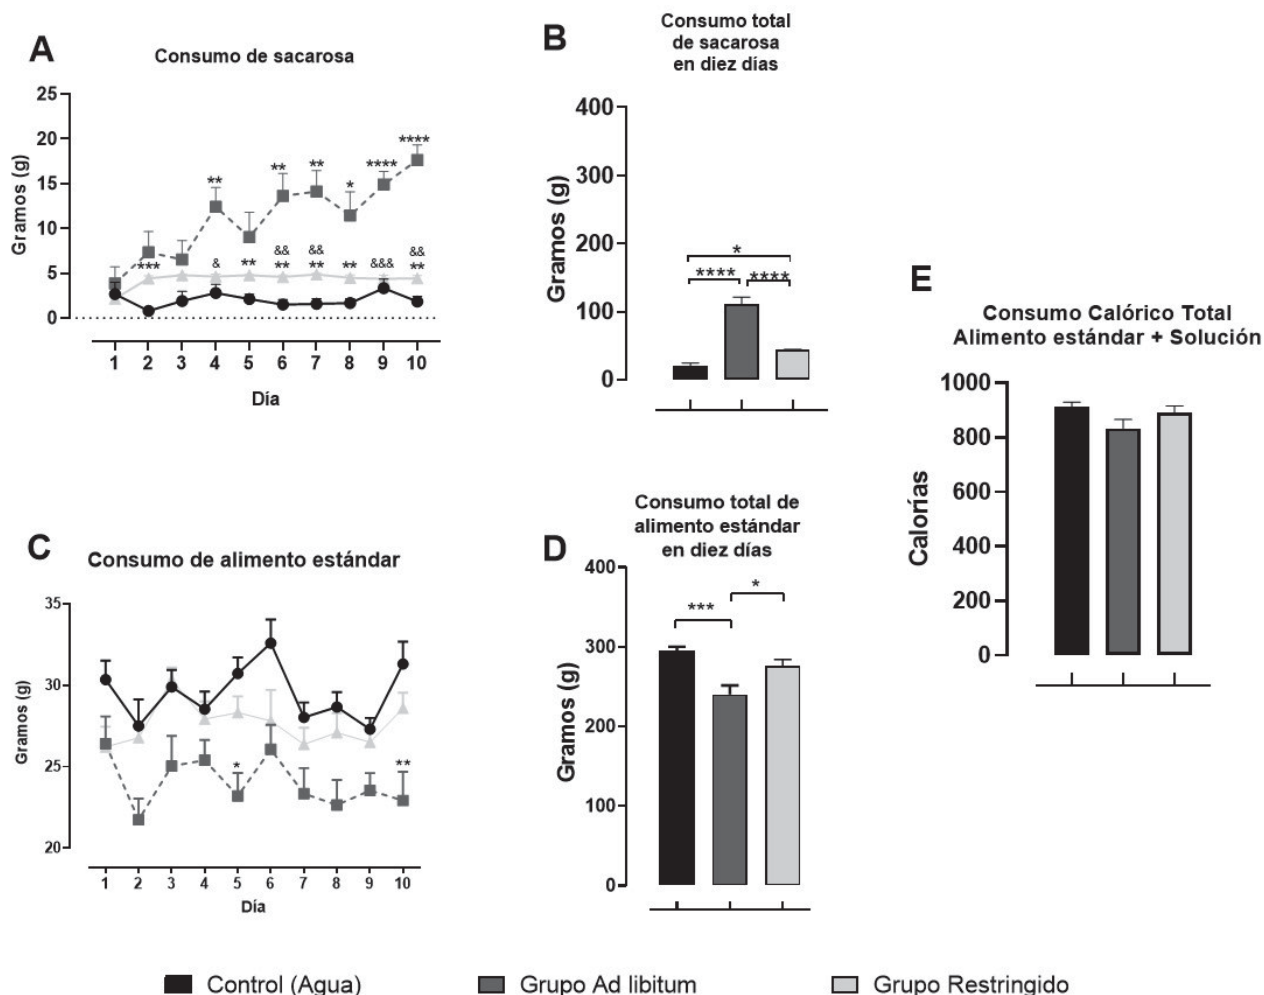 A
Consumo de sacarosa
25
20
15
10
5
0
Gramos (g)
**
**
**
*
****
****
***
&
**
&&
**
&&
**
**
&&&
&&
**
1 2 3 4 5 6 7 8 9 10
Día
B
Consumo total
de sacarosa
en diez días
400
300
200
100
0
Gramos (g)
*
**** ****
C
Consumo de alimento estándar
35
30
25
20
Gramos (g)
*
**
1 2 3 4 5 6 7 8 9 10
Día
D
Consumo total de
alimento estándar
en diez días
400
300
200
100
0
Gramos (g)
*
***
E
Consumo Calórico Total
Alimento estándar + Solución
1000
800
600
400
200
0
Calorías
Control (Agua) Grupo Ad libitum Grupo Restringido